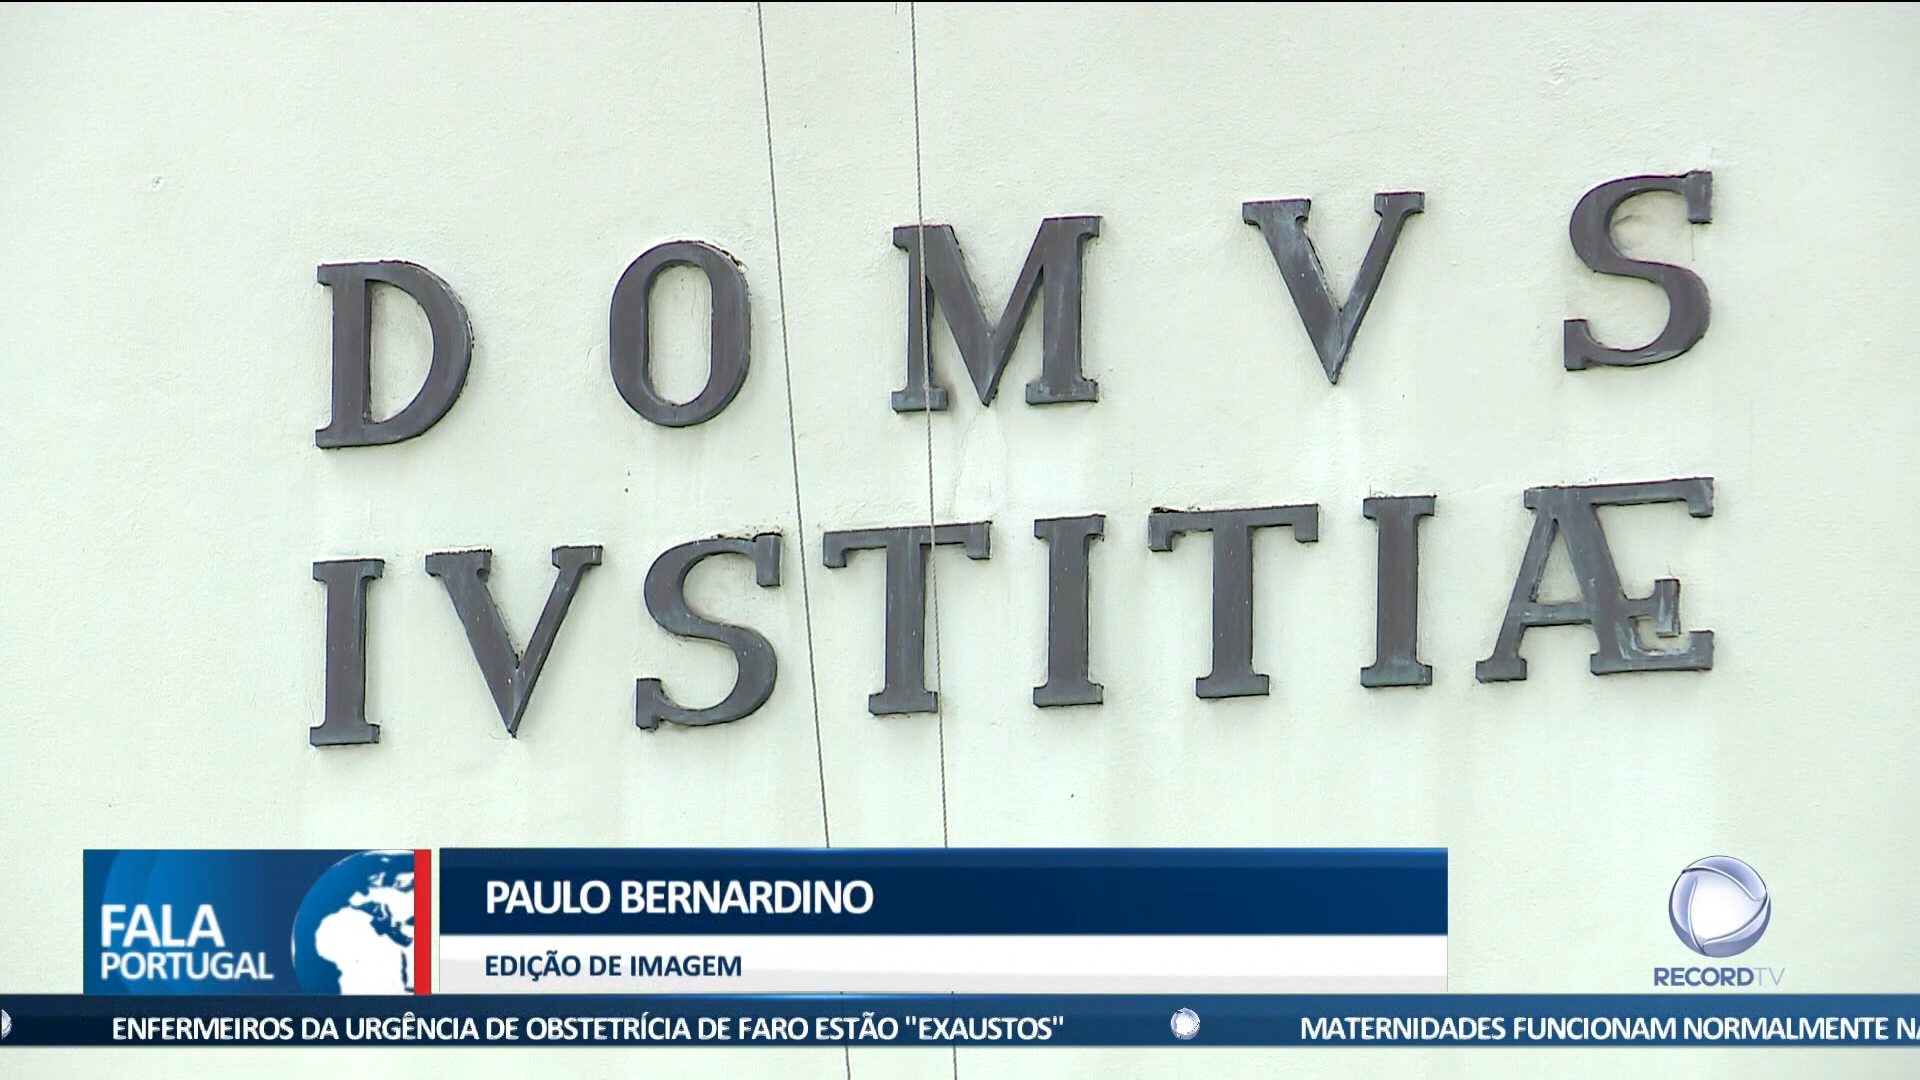 DOMVS
IVSTITIÆ
FALA
PORTUGAL
PAULO BERNARDINO
EDIÇÃO DE IMAGEM
RECORDTV
ENFERMEIROS DA URGÊNCIA DE OBSTETRÍCIA DE FARO ESTÃO "EXAUSTOS"
MATERNIDADES FUNCIONAM NORMALMENTE